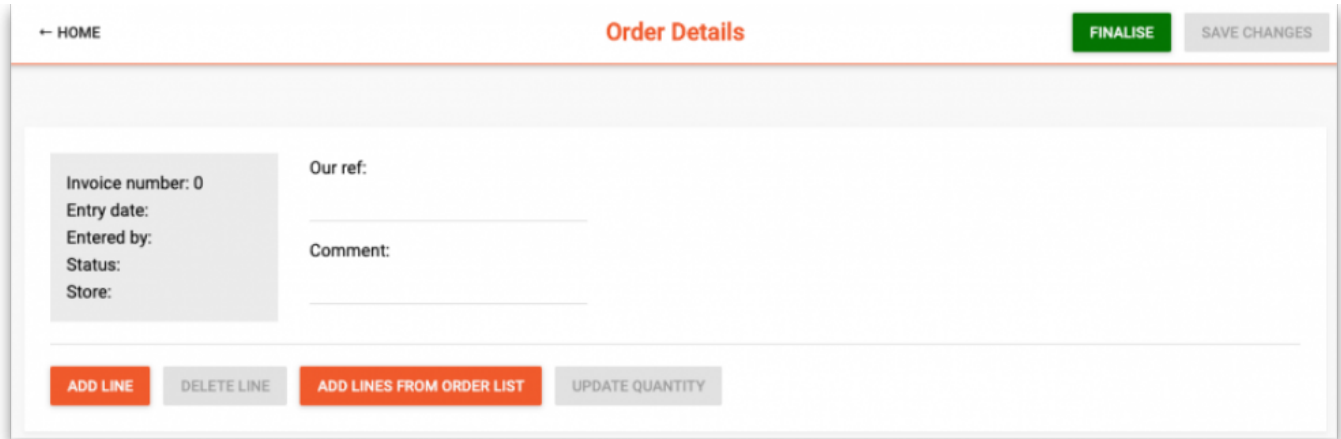 ← HOME
Order Details
FINALISE
SAVE CHANGES
Invoice number: 0
Entry date:
Entered by:
Status:
Store:
Our ref:
Comment:
ADD LINE
DELETE LINE
ADD LINES FROM ORDER LIST
UPDATE QUANTITY